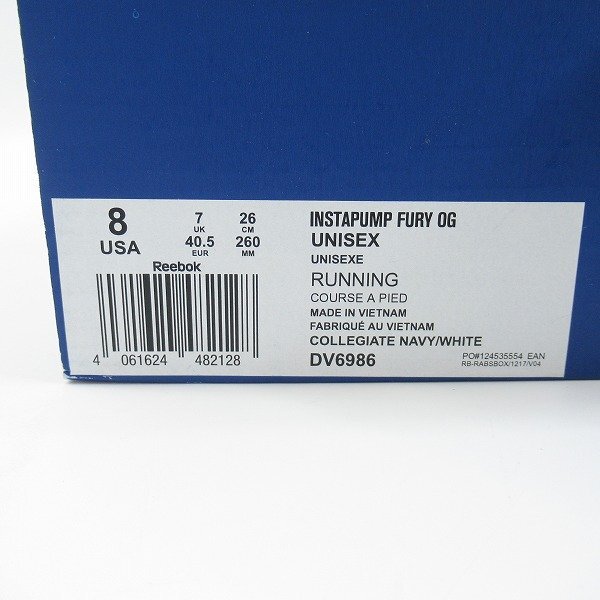 8
USA
7
UK
40.5
EUR
26
CM
260
MM
Reebok
4 061624 482128
INSTAPUMP FURY OG
UNISEX
UNISEXE
RUNNING
COURSE A PIED
MADE IN VIETNAM
FABRIQUÉ AU VIETNAM
COLLEGIATE NAVY/WHITE
DV6986
PO#124535554 EAN
RB-RABSBOX/1217/V04